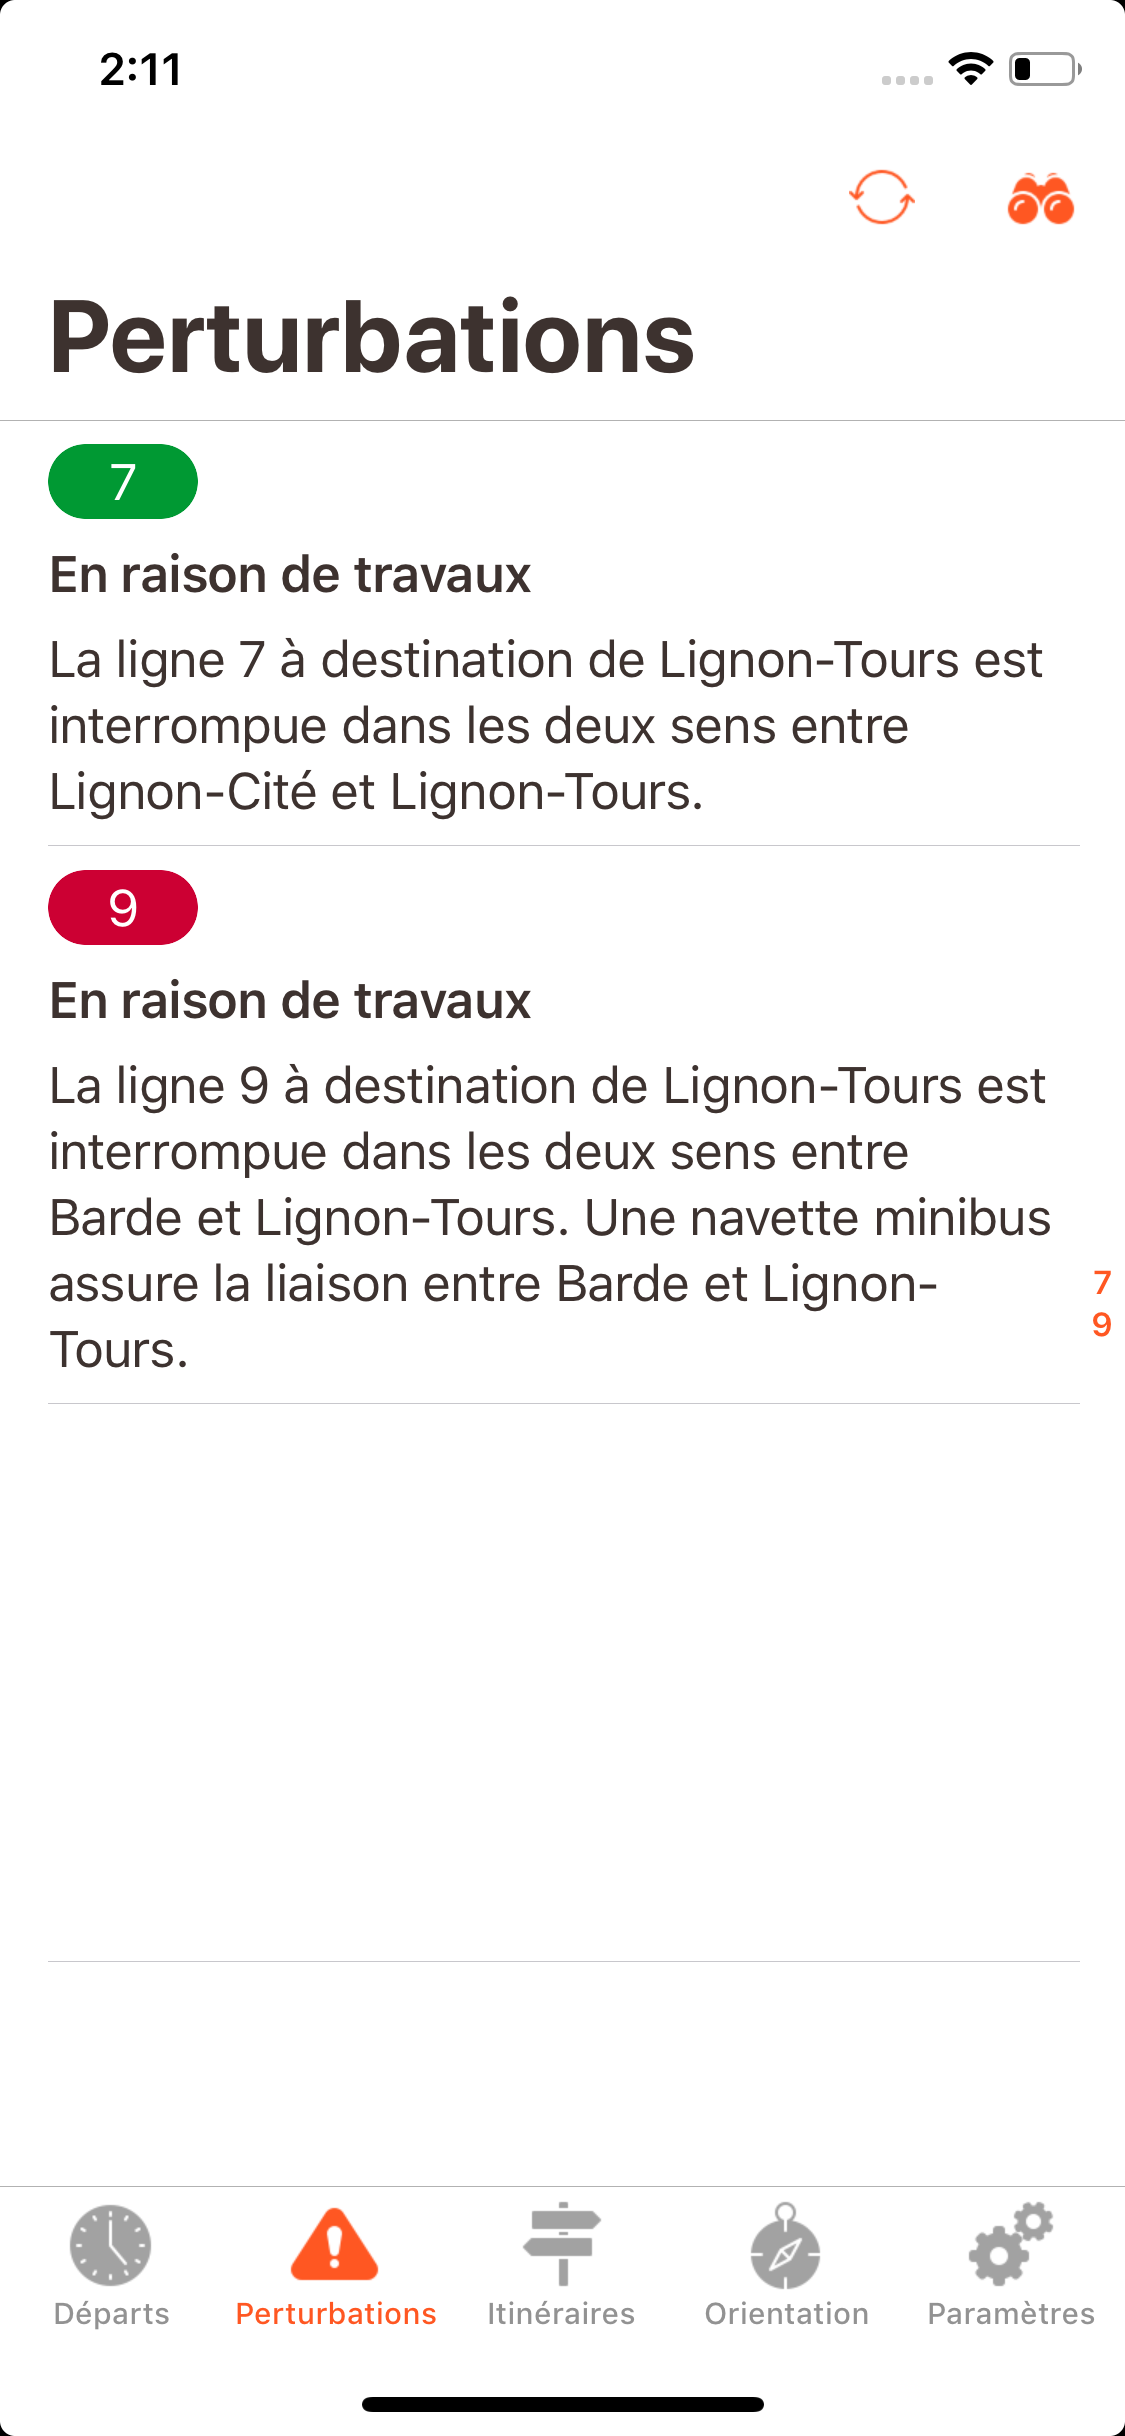 2:11
Perturbations
7
En raison de travaux
La ligne 7 à destination de Lignon-Tours est
interrompue dans les deux sens entre
Lignon-Cité et Lignon-Tours.
9
En raison de travaux
La ligne 9 à destination de Lignon-Tours est
interrompue dans les deux sens entre
Barde et Lignon-Tours. Une navette minibus
assure la liaison entre Barde et Lignon-
Tours.
7
9
Départs
Perturbations
Itinéraires
Orientation
Paramètres